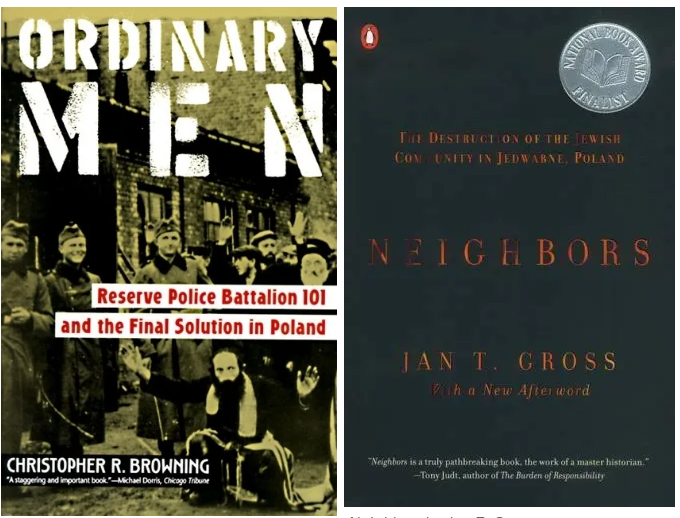 ORDINARY
MEN
Reserve Police Battalion 101
and the Final Solution in Poland
CHRISTOPHER R. BROWNING
"A staggering and important book."—Michael Dorris, Chicago Tribune
NATIONAL BOOK AWARD
FINALIST
THE DESTRUCTION OF THE JEWISH
COMMUNITY IN JEDWABNE, POLAND
NEIGHBORS
JAN T. GROSS
With a New Afterword
"Neighbors is a truly pathbreaking book, the work of a master historian."
—Tony Judt, author of The Burden of Responsibility